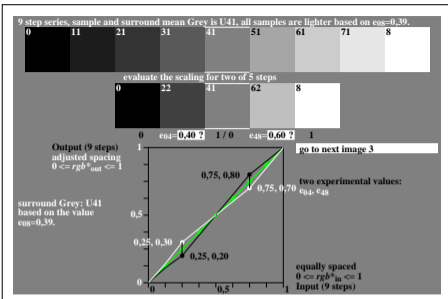 9 step series, sample and surround mean Grey is U41, all samples are lighter based on e08=0,39.
0 11 21 31 41 51 61 71 8
evaluate the scaling for two of 5 steps
0 22 41 62 8
0 e04=0,40 ? 1 / 0 e48=0,60 ? 1
Output (9 steps)
adjusted spacing
0 <= rgb*out <= 1
go to next image 3
1
0,75, 0,80
0,75, 0,70
two experimental values:
e04, e48
surround Grey: U41
based on the value
e08=0,39.
0,5
0,25, 0,30
0,25, 0,20
equally spaced
0 <= rgb*in <= 1
Input (9 steps)
0
0 0,5 1